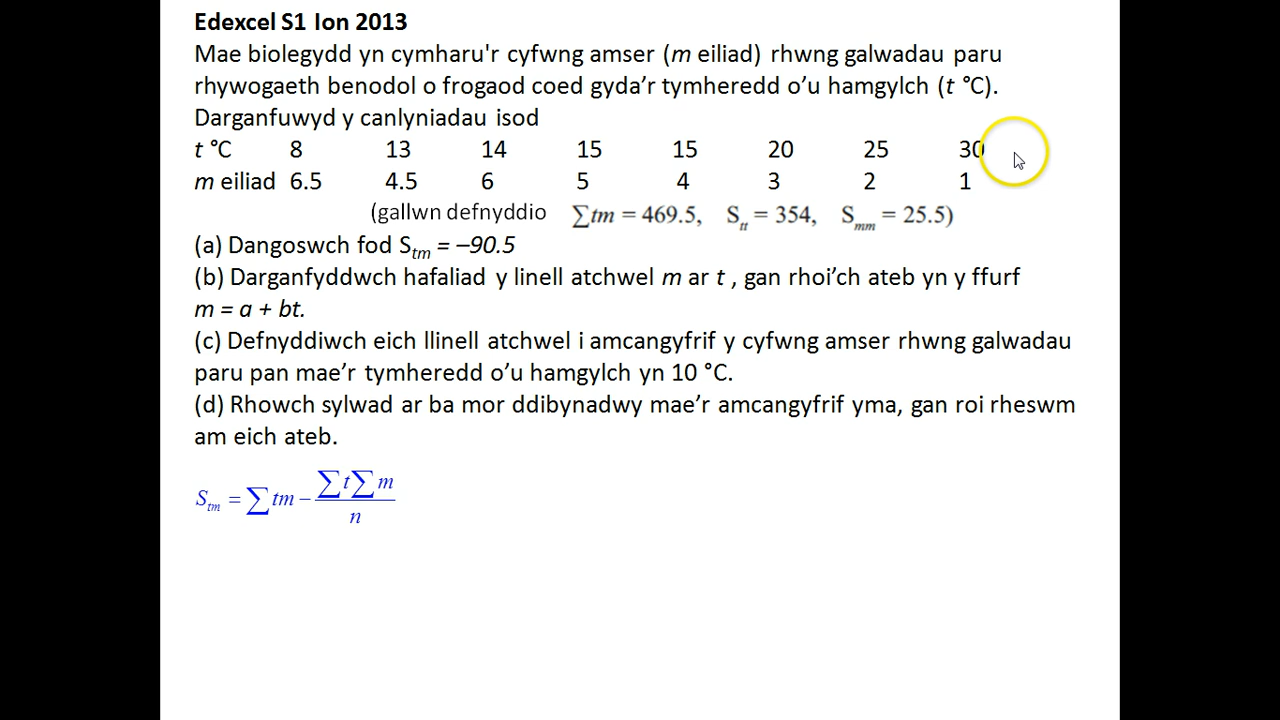 Edexcel S1 Ion 2013
Mae biolegydd yn cymharu'r cyfwng amser (m eiliad) rhwng galwadau paru
rhywogaeth benodol o frogaod coed gyda’r tymheredd o’u hamgylch (t °C).
Darganfuwyd y canlyniadau isod
t °C 8 13 14 15 15 20 25 30
m eiliad 6.5 4.5 6 5 4 3 2 1
(gallwn defnyddio ∑tm = 469.5, S_tt = 354, S_mm = 25.5)
(a) Dangoswch fod S_tm = –90.5
(b) Darganfyddwch hafaliad y linell atchwel m ar t , gan rhoi’ch ateb yn y ffurf
m = a + bt.
(c) Defnyddiwch eich llinell atchwel i amcangyfrif y cyfwng amser rhwng galwadau
paru pan mae’r tymheredd o’u hamgylch yn 10 °C.
(d) Rhowch sylwad ar ba mor ddibynadwy mae’r amcangyfrif yma, gan roi rheswm
am eich ateb.
S_tm = ∑ tm − (∑ t ∑ m) / n